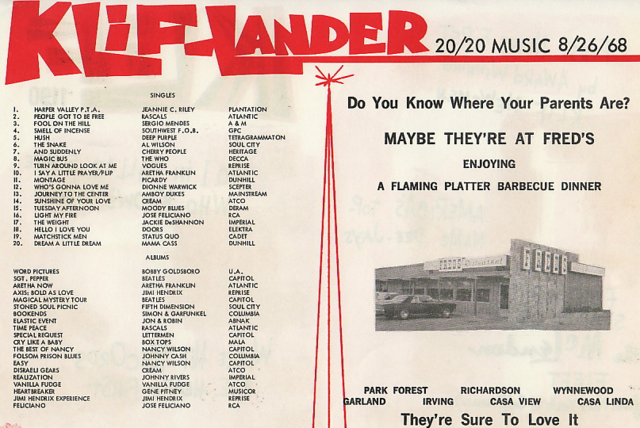 KLIF-LANDER 20/20 MUSIC 8/26/68
SINGLES
1. HARPER VALLEY P.T.A. JEANNIE C. RILEY PLANTATION
2. PEOPLE GOT TO BE FREE RASCALS ATLANTIC
3. FOOL ON THE HILL SERGIO MENDES A & M
4. SMELL OF INCENSE SOUTHWEST F.O.B. GPC
5. HUSH DEEP PURPLE TETRAGRAMMATON
6. THE SNAKE AL WILSON SOUL CITY
7. AND SUDDENLY CHERRY PEOPLE HERITAGE
8. MAGIC BUS THE WHO DECCA
9. TURN AROUND LOOK AT ME VOGUES REPRISE
10. I SAY A LITTLE PRAYER/FLIP ARETHA FRANKLIN ATLANTIC
11. MONTAGE PICARDY DUNHILL
12. WHO'S GONNA LOVE ME DIONNE WARWICK SCEPTER
13. JOURNEY TO THE CENTER AMBOY DUKES MAINSTREAM
14. SUNSHINE OF YOUR LOVE CREAM ATCO
15. TUESDAY AFTERNOON MOODY BLUES DERAM
16. LIGHT MY FIRE JOSE FELICIANO RCA
17. THE WEIGHT JACKIE DeSHANNON IMPERIAL
18. HELLO I LOVE YOU DOORS ELEKTRA
19. MATCHSTICK MEN STATUS QUO CADET
20. DREAM A LITTLE DREAM MAMA CASS DUNHILL
ALBUMS
WORD PICTURES BOBBY GOLDSBORO U.A.
SGT. PEPPER BEATLES CAPITOL
ARETHA NOW ARETHA FRANKLIN ATLANTIC
AXIS; BOLD AS LOVE JIMI HENDRIX REPRISE
MAGICAL MYSTERY TOUR BEATLES CAPITOL
STONED SOUL PICNIC FIFTH DIMENSION SOUL CITY
BOOKENDS SIMON & GARFUNKEL COLUMBIA
ELASTIC EVENT JON & ROBIN ABNAK
TIME PEACE RASCALS ATLANTIC
SPECIAL REQUEST LETTERMEN CAPITOL
CRY LIKE A BABY BOX TOPS MALA
THE BEST OF NANCY NANCY WILSON CAPITOL
FOLSOM PRISON BLUES JOHNNY CASH COLUMBIA
EASY NANCY WILSON CAPITOL
DISRAELI GEARS CREAM ATCO
REALIZATION JOHNNY RIVERS IMPERIAL
VANILLA FUDGE VANILLA FUDGE ATCO
HEARTBREAKER GENE PITNEY MUSICOR
JIMI HENDRIX EXPERIENCE JIMI HENDRIX REPRISE
FELICIANO JOSE FELICIANO RCA
Do You Know Where Your Parents Are?
MAYBE THEY'RE AT FRED'S
ENJOYING
A FLAMING PLATTER BARBECUE DINNER
FREDS
PARK FOREST RICHARDSON WYNNEWOOD
GARLAND IRVING CASA VIEW CASA LINDA
They're Sure To Love It